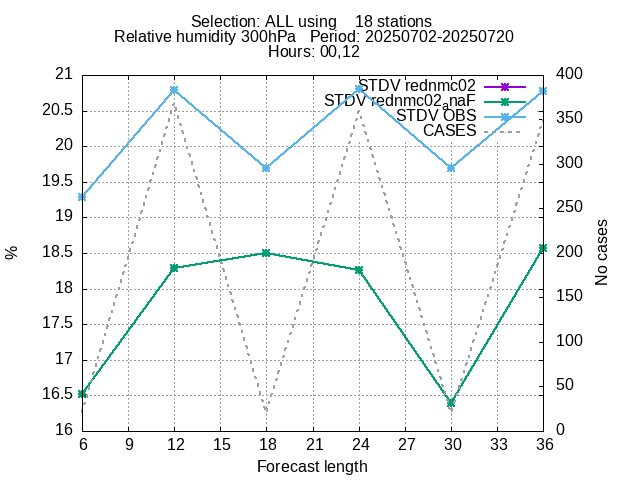 Selection: ALL using    18 stations
Relative humidity 300hPa   Period: 20250702-20250720
Hours: 00,12
21
20.5
20
19.5
19
18.5
18
17.5
17
16.5
16
400
350
300
250
200
150
100
50
0
STDV rednmc02
STDV rednmc02anaF
STDV OBS
CASES
%
No cases
6 9 12 15 18 21 24 27 30 33 36
Forecast length